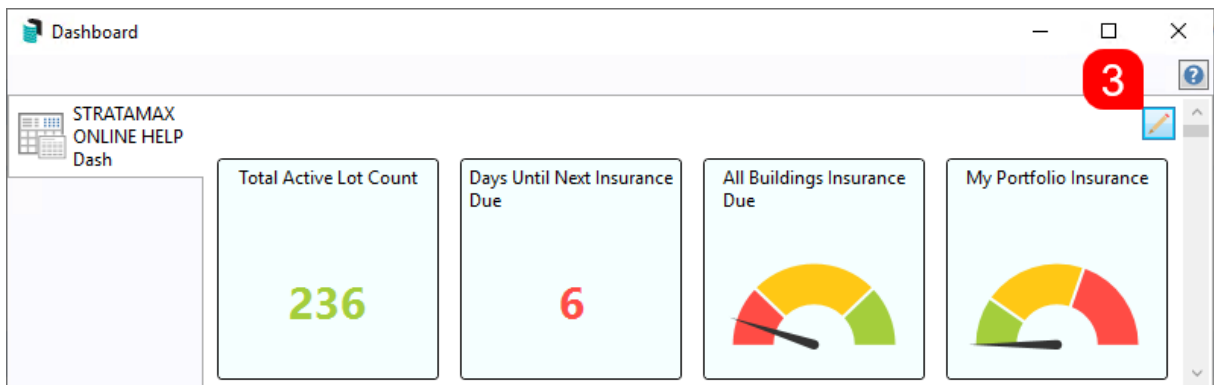 Dashboard
3
?
STRATAMAX
ONLINE HELP
Dash
Total Active Lot Count
236
Days Until Next Insurance
Due
6
All Buildings Insurance
Due
My Portfolio Insurance